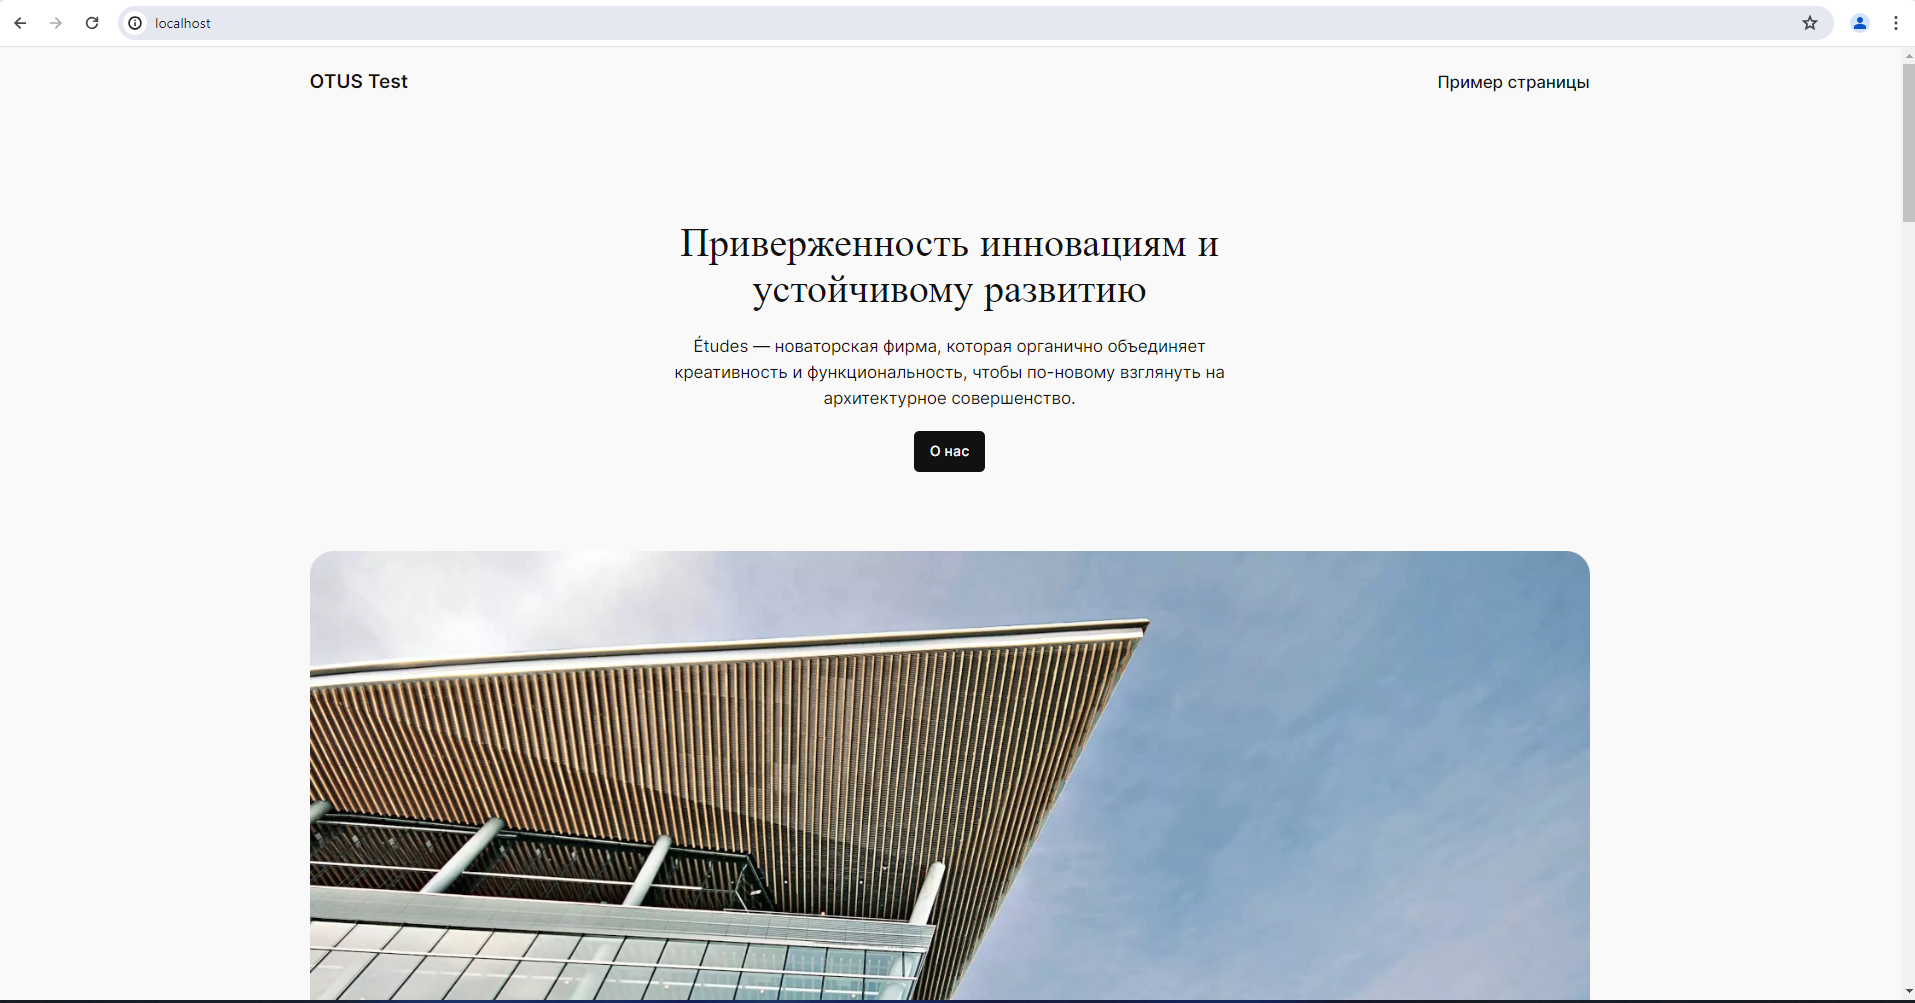 localhost
OTUS Test
Пример страницы
Приверженность инновациям и
устойчивому развитию
Études — новаторская фирма, которая органично объединяет
креативность и функциональность, чтобы по-новому взглянуть на
архитектурное совершенство.
О нас